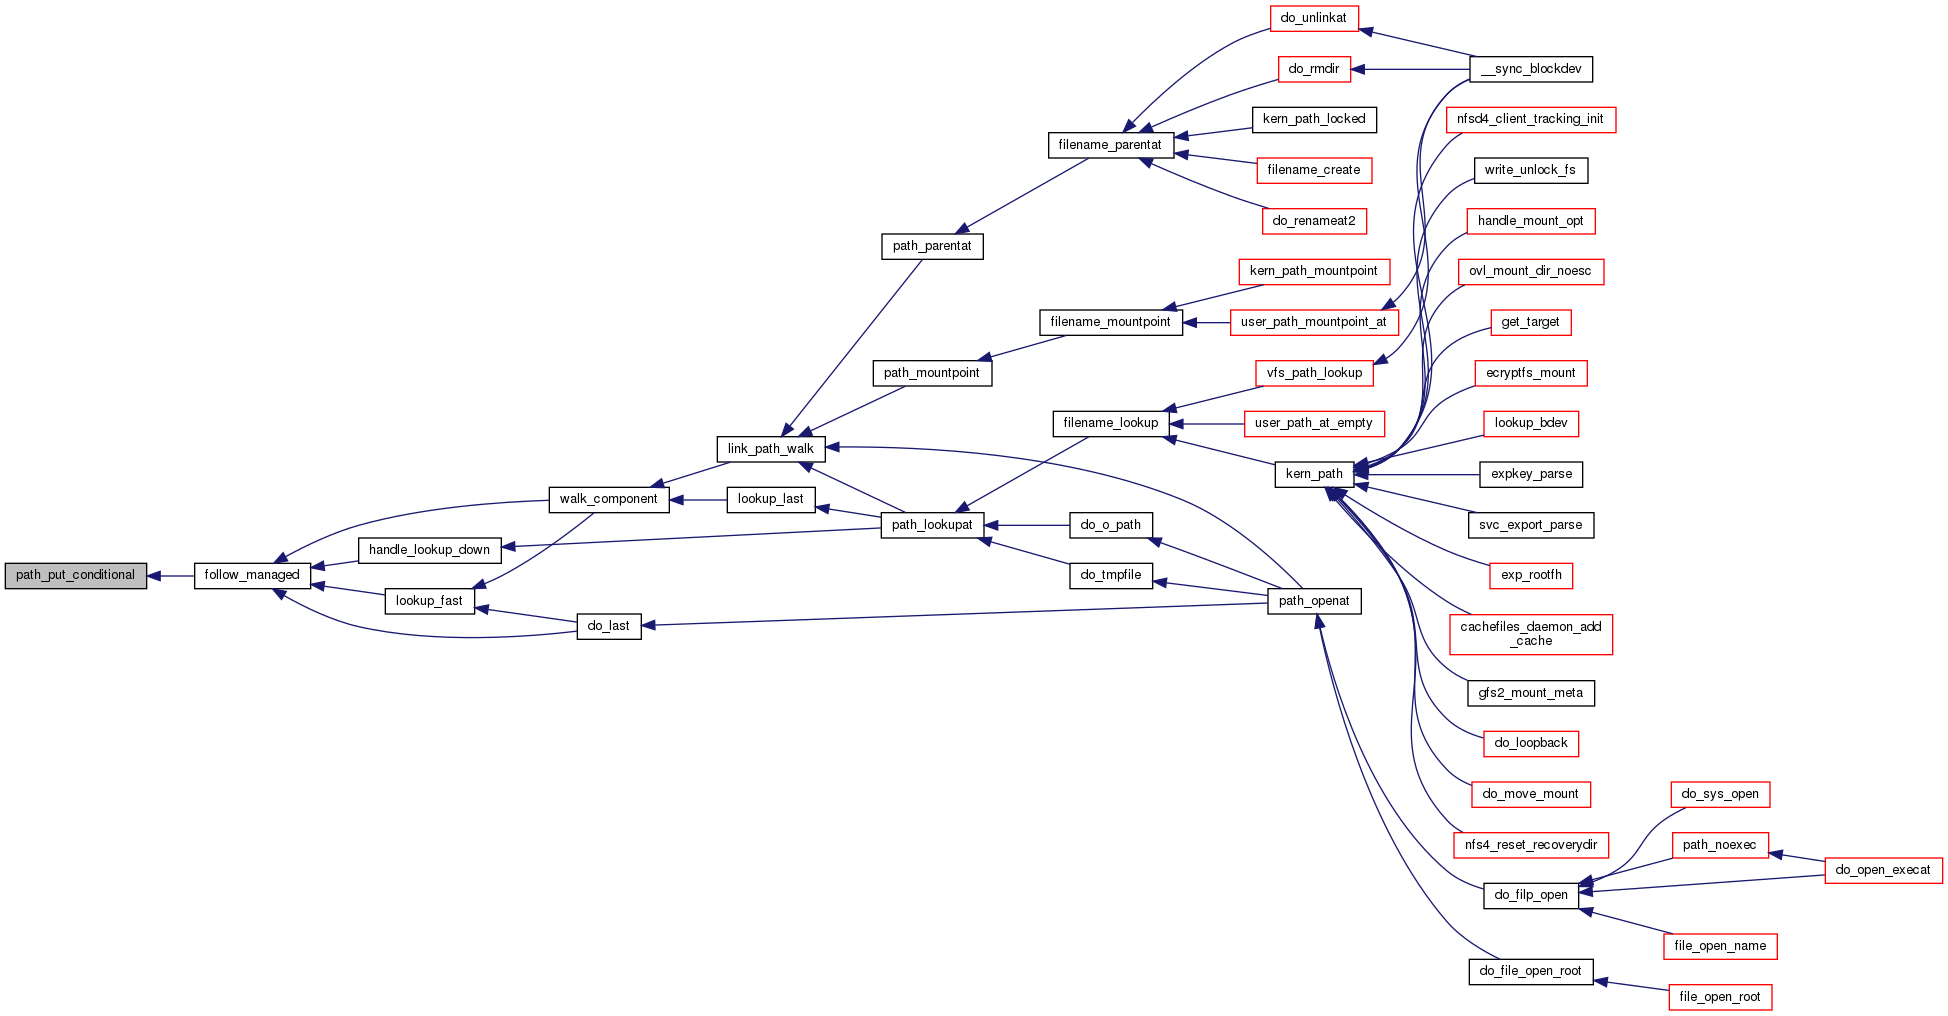 do_unlinkat
do_rmdir
__sync_blockdev
kern_path_locked
nfsd4_client_tracking_init
filename_parentat
filename_create
write_unlock_fs
do_renameat2
handle_mount_opt
path_parentat
kern_path_mountpoint
ovl_mount_dir_noesc
filename_mountpoint
user_path_mountpoint_at
get_target
path_mountpoint
vfs_path_lookup
ecryptfs_mount
filename_lookup
user_path_at_empty
lookup_bdev
link_path_walk
kern_path
expkey_parse
walk_component
lookup_last
path_lookupat
do_o_path
svc_export_parse
handle_lookup_down
path_put_conditional
follow_managed
do_tmpfile
exp_rootfh
lookup_fast
path_openat
do_last
cachefiles_daemon_add
_cache
gfs2_mount_meta
do_loopback
do_move_mount
do_sys_open
nfs4_reset_recoverydir
path_noexec
do_open_execat
do_filp_open
file_open_name
do_file_open_root
file_open_root